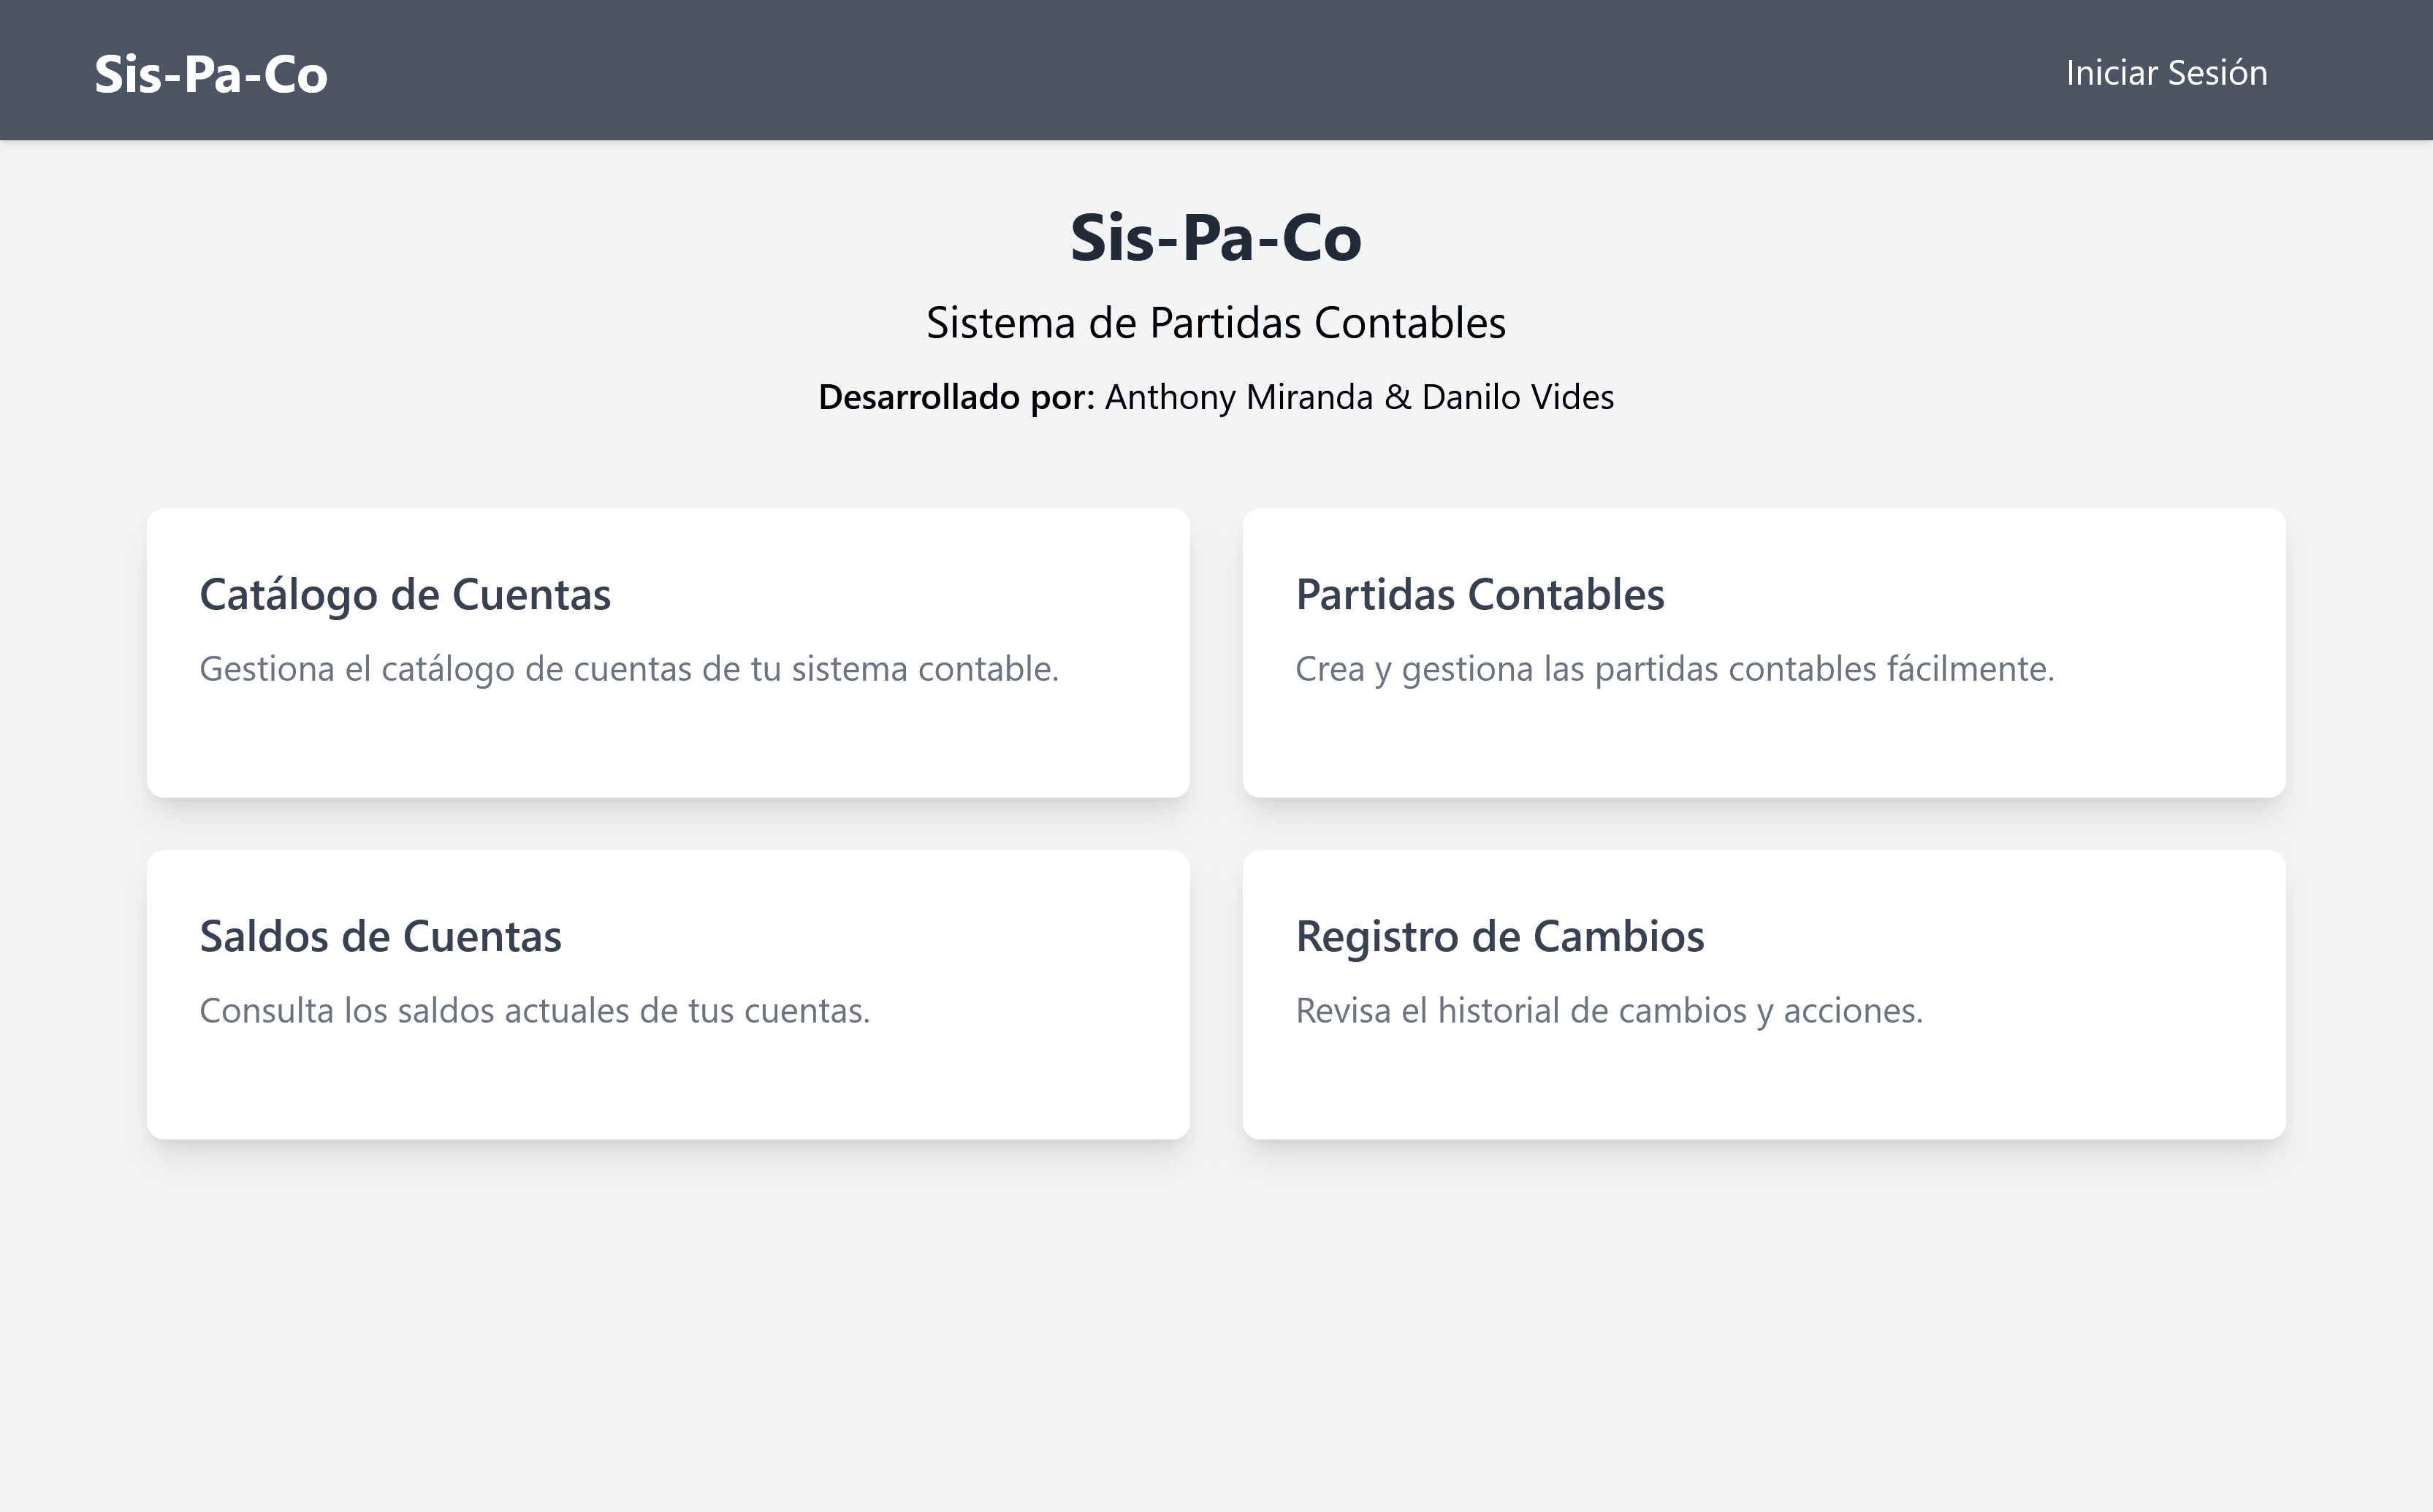 Sis-Pa-Co
Iniciar Sesión
Sis-Pa-Co
Sistema de Partidas Contables
Desarrollado por: Anthony Miranda & Danilo Vides
Catálogo de Cuentas
Gestiona el catálogo de cuentas de tu sistema contable.
Partidas Contables
Crea y gestiona las partidas contables fácilmente.
Saldos de Cuentas
Consulta los saldos actuales de tus cuentas.
Registro de Cambios
Revisa el historial de cambios y acciones.